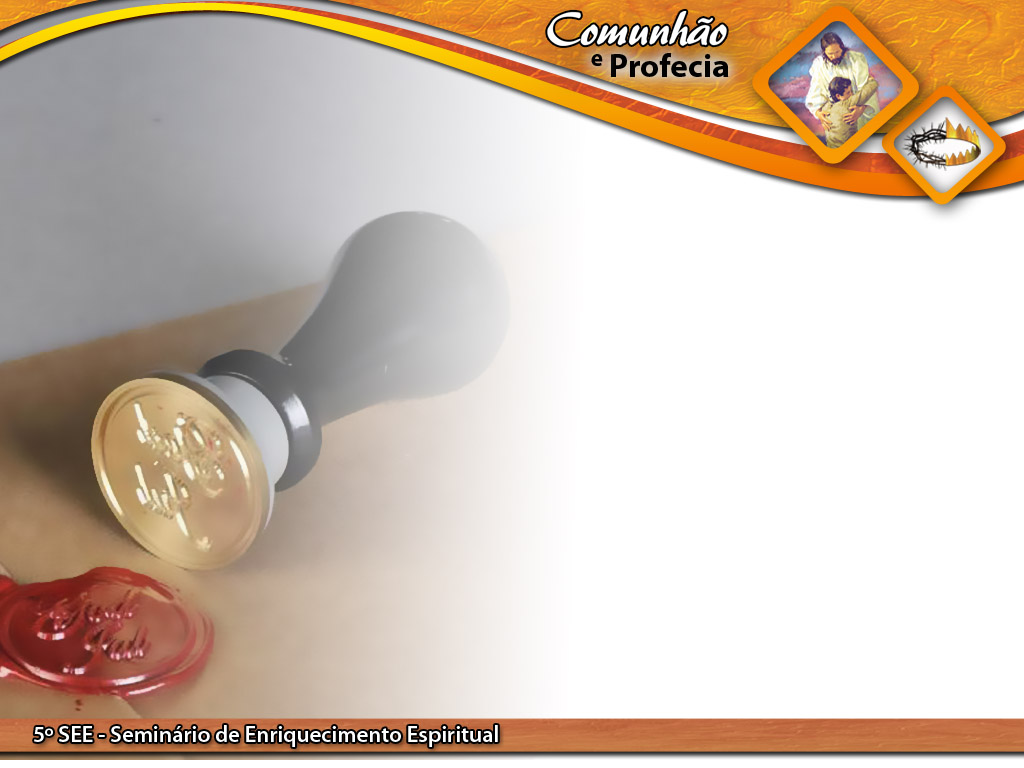 Comunhão
e Profecia
5º SEE - Seminário de Enriquecimento Espiritual